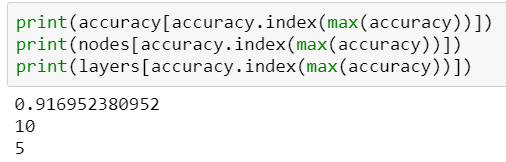 print(accuracy[accuracy.index(max(accuracy))])
print(nodes[accuracy.index(max(accuracy))])
print(layers[accuracy.index(max(accuracy))])
0.916952380952
10
5